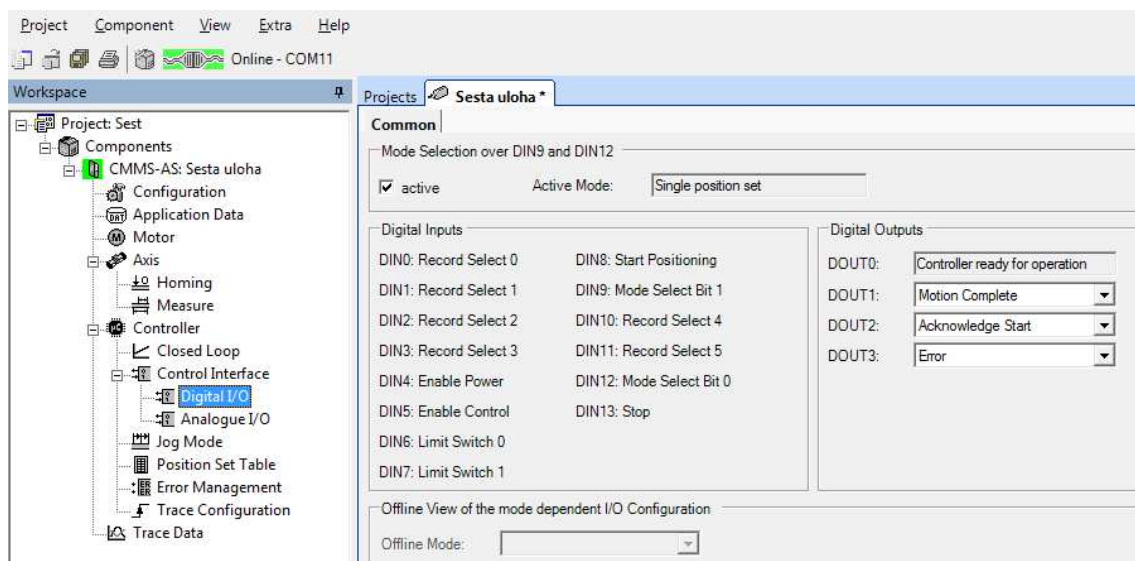 Project Component View Extra Help
Online - COM11
Workspace
Project: Sest
Components
CMMS-AS: Sesta uloha
Configuration
Application Data
Motor
Axis
Homing
Measure
Controller
Closed Loop
Control Interface
Digital I/O
Analogue I/O
Jog Mode
Position Set Table
Error Management
Trace Configuration
Trace Data
Projects Sesta uloha *
Common
Mode Selection over DIN9 and DIN12
active Active Mode: Single position set
Digital Inputs
DIN0: Record Select 0 DIN8: Start Positioning
DIN1: Record Select 1 DIN9: Mode Select Bit 1
DIN2: Record Select 2 DIN10: Record Select 4
DIN3: Record Select 3 DIN11: Record Select 5
DIN4: Enable Power DIN12: Mode Select Bit 0
DIN5: Enable Control DIN13: Stop
DIN6: Limit Switch 0
DIN7: Limit Switch 1
Digital Outputs
DOUT0: Controller ready for operation
DOUT1: Motion Complete
DOUT2: Acknowledge Start
DOUT3: Error
Offline View of the mode dependent I/O Configuration
Offline Mode: